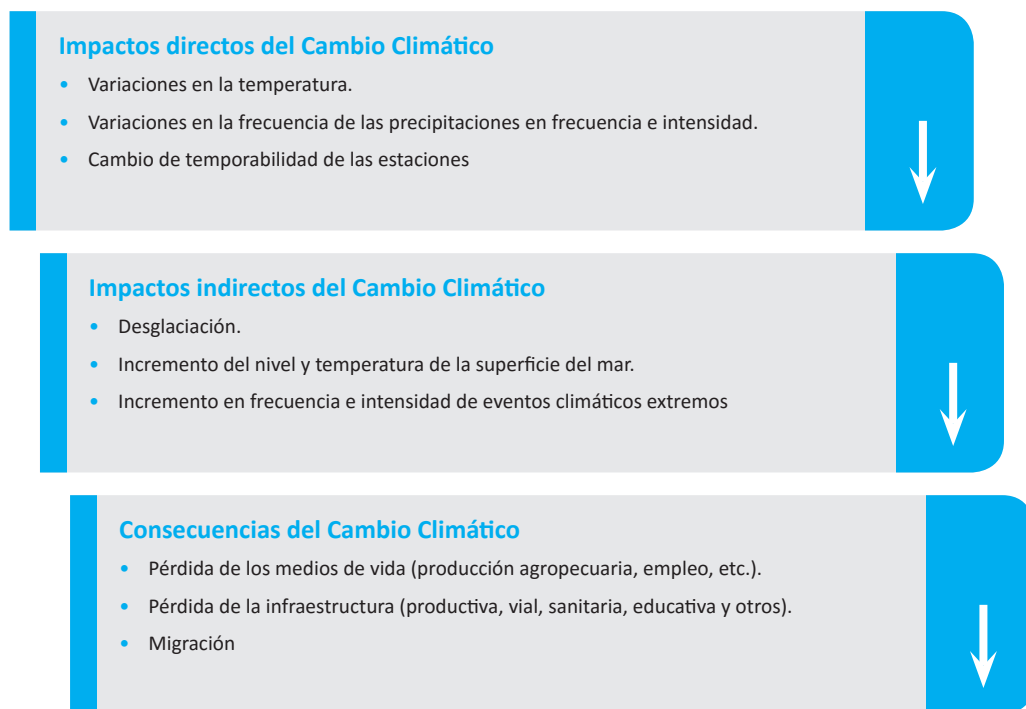 Impactos directos del Cambio Climático
• Variaciones en la temperatura.
• Variaciones en la frecuencia de las precipitaciones en frecuencia e intensidad.
• Cambio de temporabilidad de las estaciones
Impactos indirectos del Cambio Climático
• Desglaciación.
• Incremento del nivel y temperatura de la superficie del mar.
• Incremento en frecuencia e intensidad de eventos climáticos extremos
Consecuencias del Cambio Climático
• Pérdida de los medios de vida (producción agropecuaria, empleo, etc.).
• Pérdida de la infraestructura (productiva, vial, sanitaria, educativa y otros).
• Migración